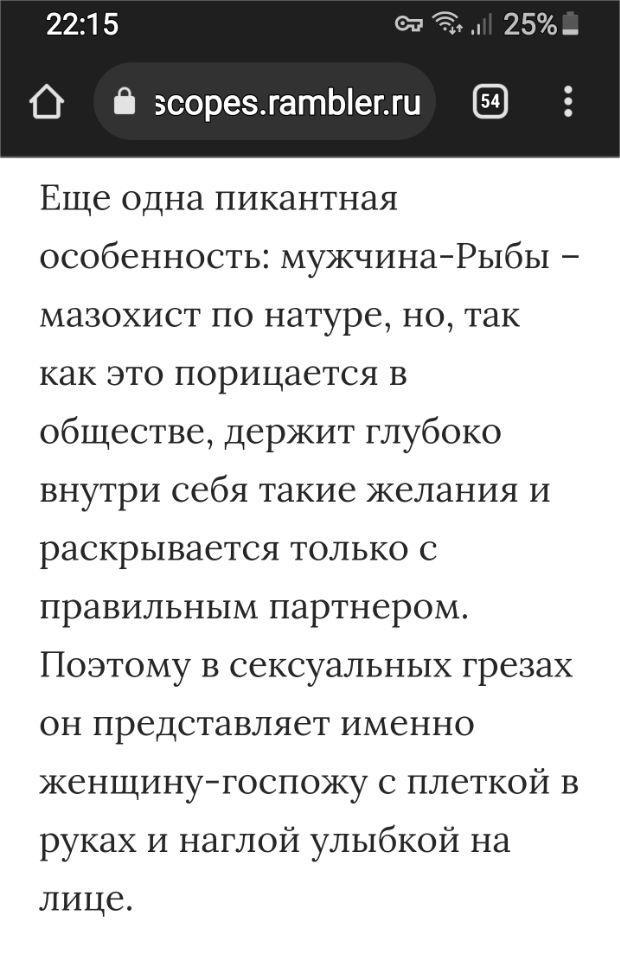 22:15
25%
scopes.rambler.ru
54
Еще одна пикантная
особенность: мужчина-Рыбы –
мазохист по натуре, но, так
как это порицается в
обществе, держит глубоко
внутри себя такие желания и
раскрывается только с
правильным партнером.
Поэтому в сексуальных грезах
он представляет именно
женщину-госпожу с плеткой в
руках и наглой улыбкой на
лице.